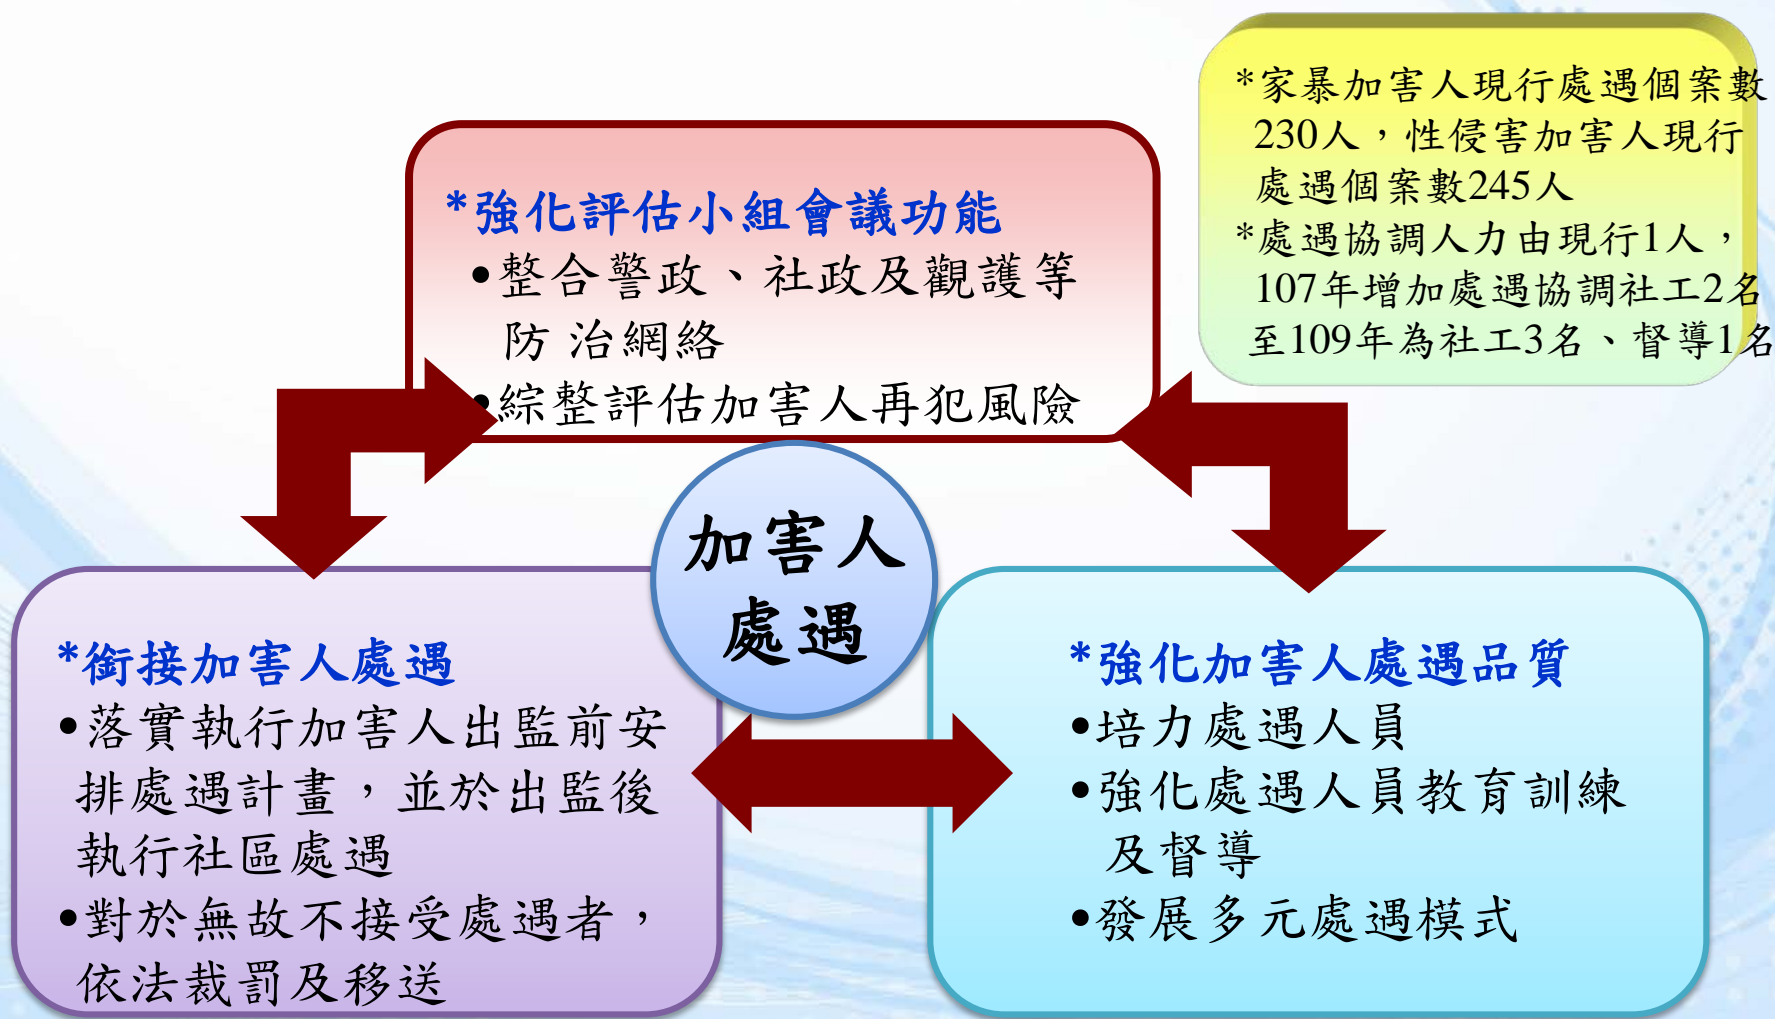 *家暴加害人現行處遇個案數
230人，性侵害加害人現行
處遇個案數245人
*處遇協調人力由現行1人，
107年增加處遇協調社工2名
至109年為社工3名、督導1名
*強化評估小組會議功能
•整合警政、社政及觀護等
防 治網絡
•綜整評估加害人再犯風險
加害人
處遇
*銜接加害人處遇
•落實執行加害人出監前安
排處遇計畫，並於出監後
執行社區處遇
•對於無故不接受處遇者，
依法裁罰及移送
*強化加害人處遇品質
•培力處遇人員
•強化處遇人員教育訓練
及督導
•發展多元處遇模式